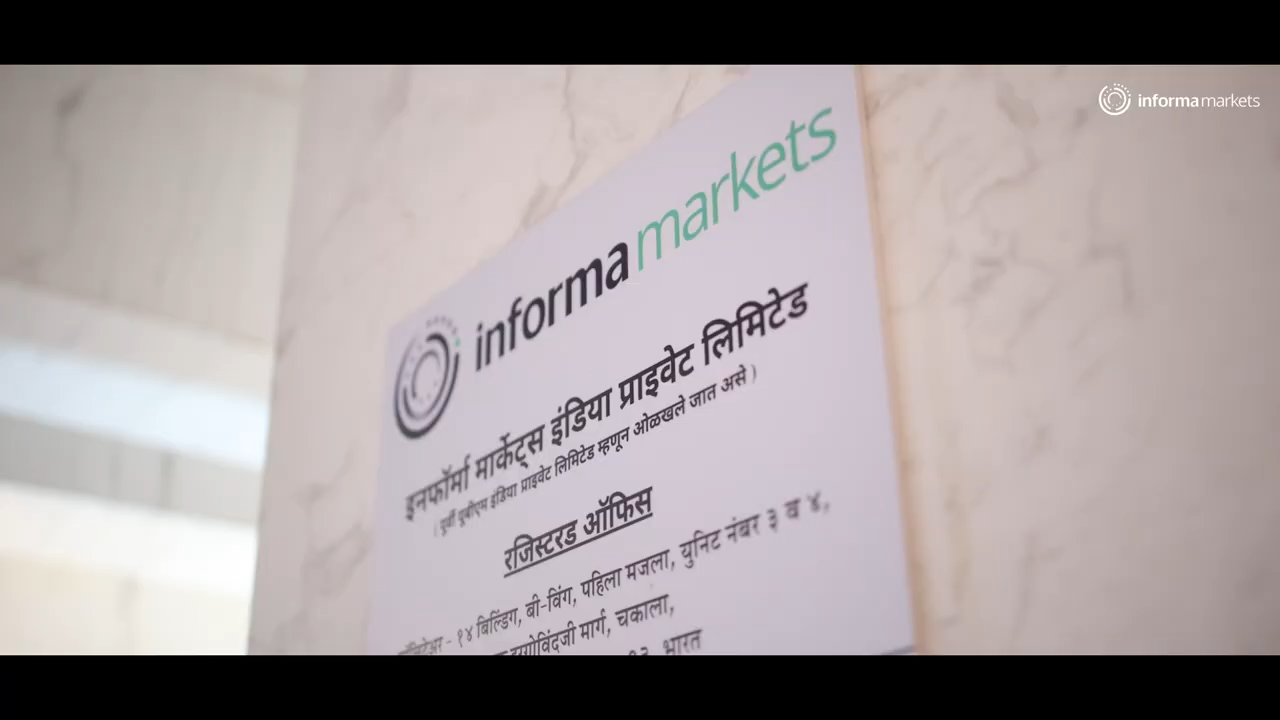 informa markets
informa markets
इनफॉर्मा मार्केट्स इंडिया प्राइवेट लिमिटेड
( पूर्वी यूबीएम इंडिया प्राइवेट लिमिटेड म्हणून ओळखले जात असे )
रजिस्टरड ऑफिस
- १४ बिल्डिंग, बी-विंग, पहिला मजला, युनिट नंबर ३ व ४,
मार्ग, चकाला,
भारत